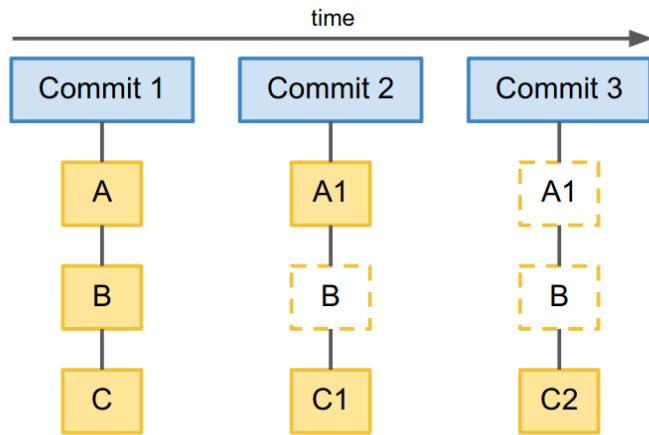 time
Commit 1 Commit 2 Commit 3
A A1 A1
B B B
C C1 C2